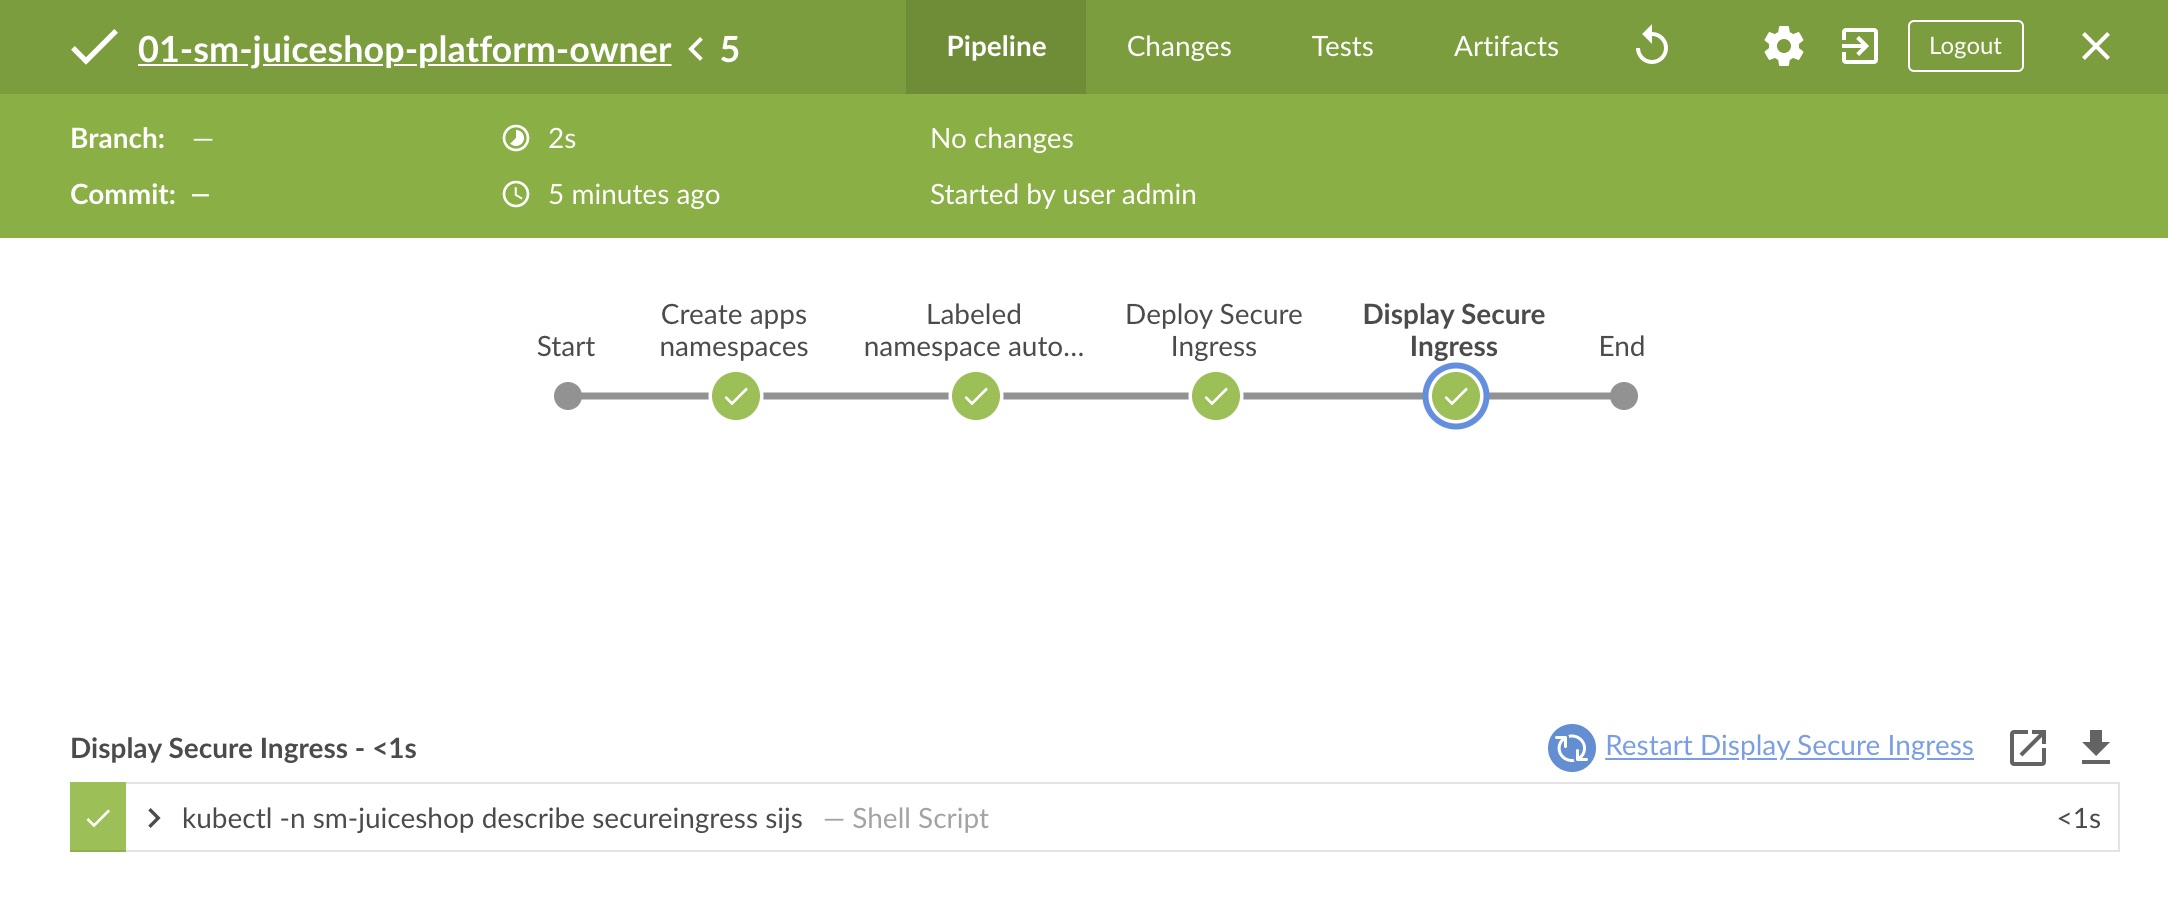 01-sm-juiceshop-platform-owner < 5
Pipeline
Changes
Tests
Artifacts
Logout
Branch: —
2s
No changes
Commit: —
5 minutes ago
Started by user admin
Start
Create apps
namespaces
Labeled
namespace auto...
Deploy Secure
Ingress
Display Secure
Ingress
End
Display Secure Ingress - <1s
Restart Display Secure Ingress
kubectl -n sm-juiceshop describe secureingress sijs — Shell Script
<1s